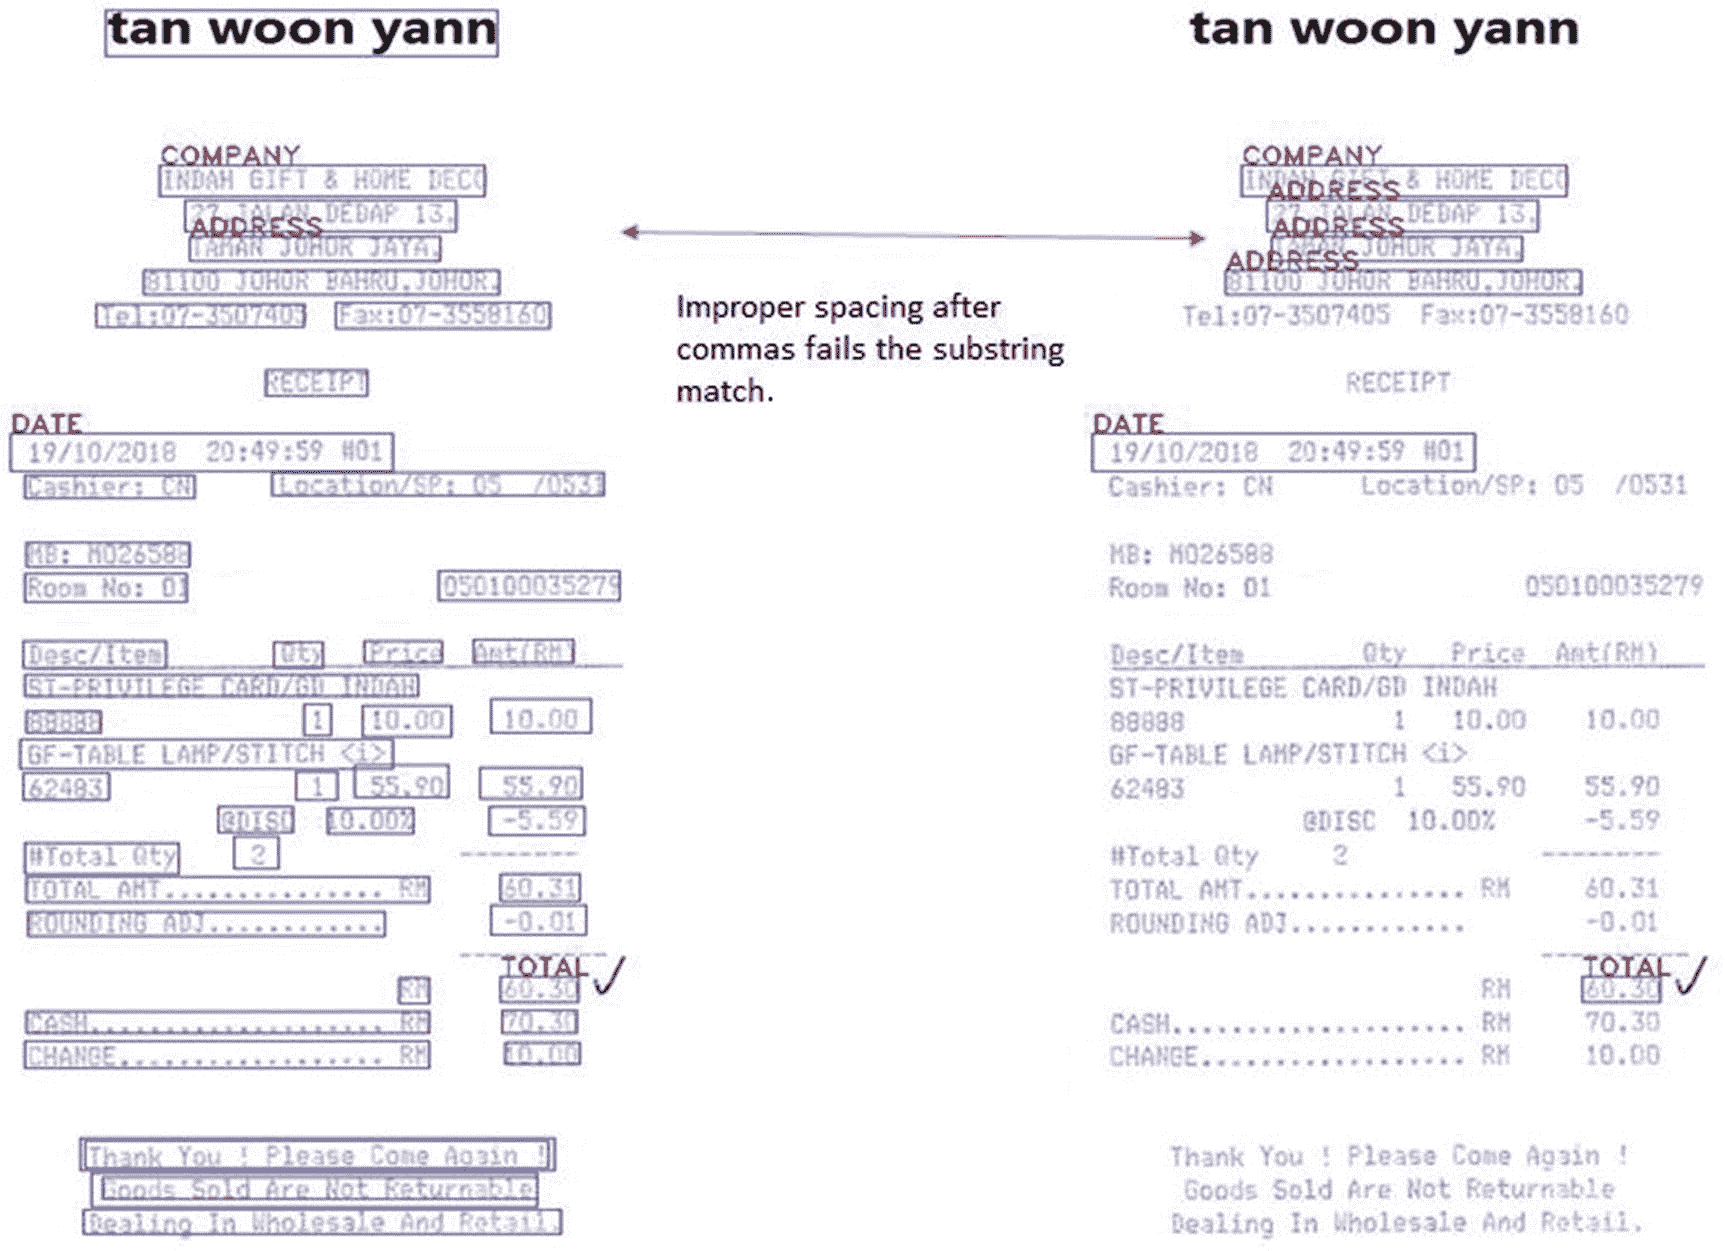 tan woon yann
COMPANY
INDAH GIFT & HOME DECO
27,JALAN DEDAP 13,
ADDRESS
TAMAN JOHOR JAYA,
81100 JOHOR BAHRU,JOHOR.
Tel:07-3507405 Fax:07-3558160
RECEIPT
DATE
19/10/2018 20:49:59 #01
Cashier: CN Location/SP: 05 /0531
MB: M026588
Room No: 01 050100035279
Desc/Item Qty Price Amt(RM)
ST-PRIVILEGE CARD/GD INDAH
88888 1 10.00 10.00
GF-TABLE LAMP/STITCH <i>
62483 1 55.90 55.90
@DISC 10.00% -5.59
#Total Qty 2
TOTAL AMT............... RM 60.31
ROUNDING ADJ............ -0.01
TOTAL
RM 60.30
CASH.................... RM 70.30
CHANGE.................. RM 10.00
Thank You ! Please Come Again !
Goods Sold Are Not Returnable
Dealing In Wholesale And Retail.
Improper spacing after
commas fails the substring
match.
tan woon yann
COMPANY
INDAH GIFT & HOME DECO
ADDRESS
27,JALAN DEDAP 13,
ADDRESS
TAMAN JOHOR JAYA,
ADDRESS
81100 JOHOR BAHRU,JOHOR.
Tel:07-3507405 Fax:07-3558160
RECEIPT
DATE
19/10/2018 20:49:59 #01
Cashier: CN Location/SP: 05 /0531
MB: M026588
Room No: 01 050100035279
Desc/Item Qty Price Amt(RM)
ST-PRIVILEGE CARD/GD INDAH
88888 1 10.00 10.00
GF-TABLE LAMP/STITCH <i>
62483 1 55.90 55.90
@DISC 10.00% -5.59
#Total Qty 2
TOTAL AMT............... RM 60.31
ROUNDING ADJ............ -0.01
TOTAL
RM 60.30
CASH.................... RM 70.30
CHANGE.................. RM 10.00
Thank You ! Please Come Again !
Goods Sold Are Not Returnable
Dealing In Wholesale And Retail.